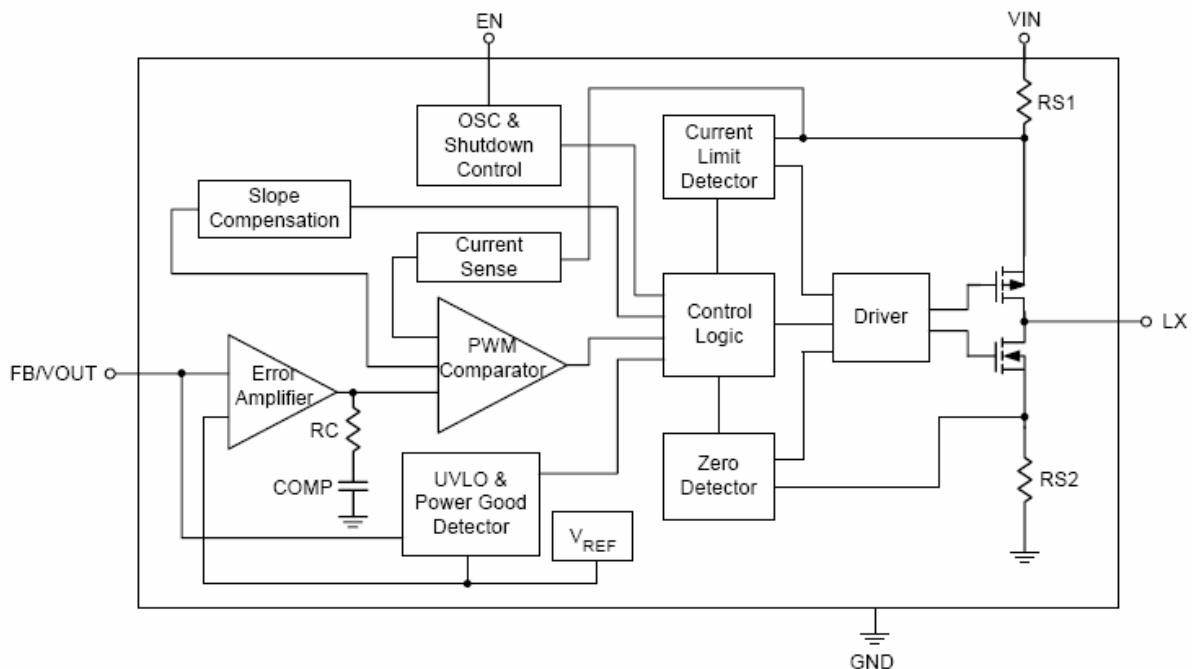 EN
VIN
RS1
OSC &
Shutdown
Control
Current
Limit
Detector
Slope
Compensation
Current
Sense
Control
Logic
Driver
LX
PWM
Comparator
FB/VOUT
Error
Amplifier
RC
COMP
UVLO &
Power Good
Detector
VREF
Zero
Detector
RS2
GND